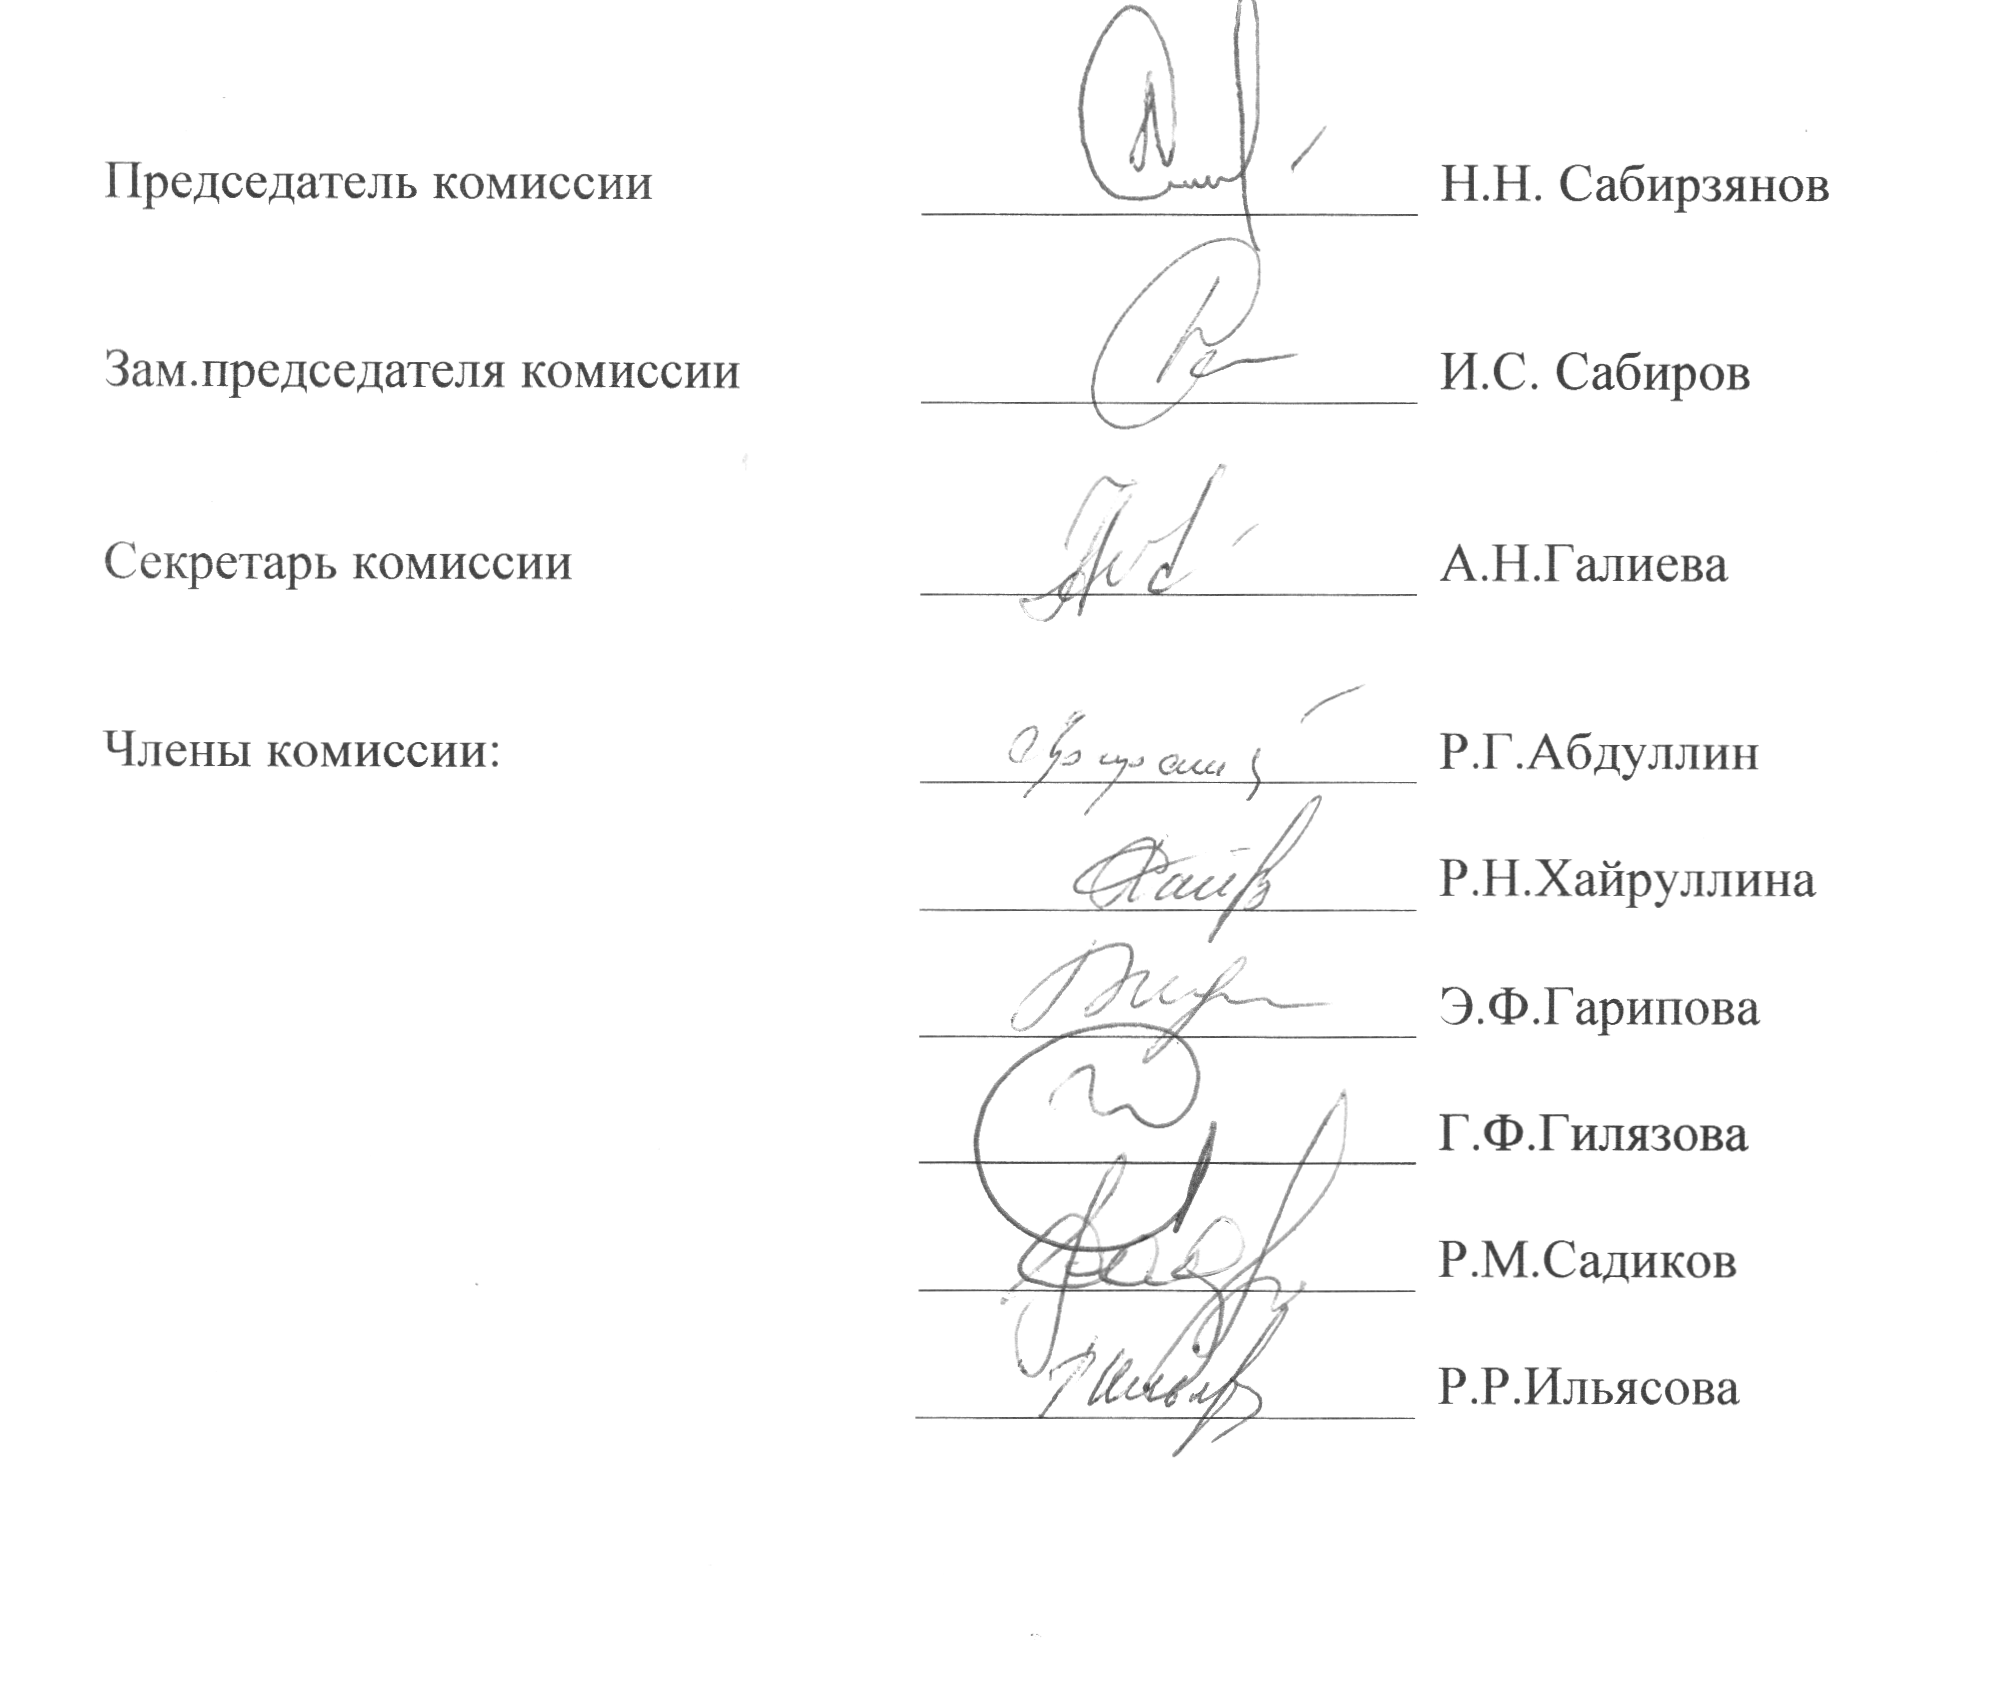 Председатель комиссии Н.Н. Сабирзянов
Зам.председателя комиссии И.С. Сабиров
Секретарь комиссии А.Н.Галиева
Члены комиссии: Р.Г.Абдуллин
Р.Н.Хайруллина
Э.Ф.Гарипова
Г.Ф.Гилязова
Р.М.Садиков
Р.Р.Ильясова